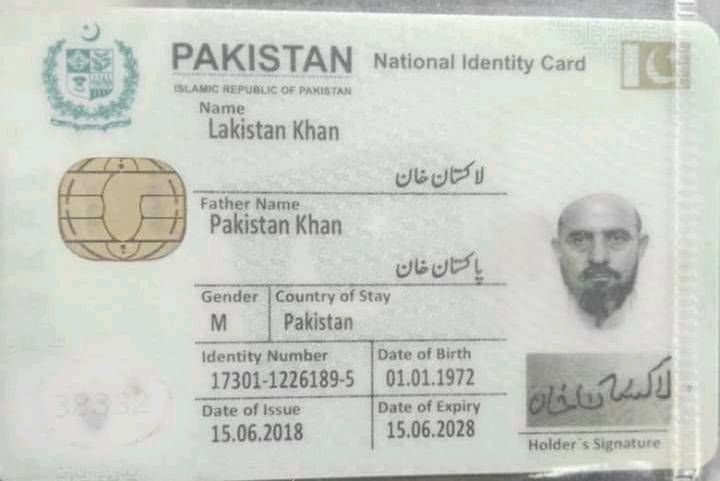 PAKISTAN National Identity Card
ISLAMIC REPUBLIC OF PAKISTAN
Name
Lakistan Khan
لاکستان خان
Father Name
Pakistan Khan
پاکستان خان
Gender Country of Stay
M Pakistan
Identity Number Date of Birth
17301-1226189-5 01.01.1972
Date of Issue Date of Expiry
15.06.2018 15.06.2028
لاکستان خان
Holder's Signature